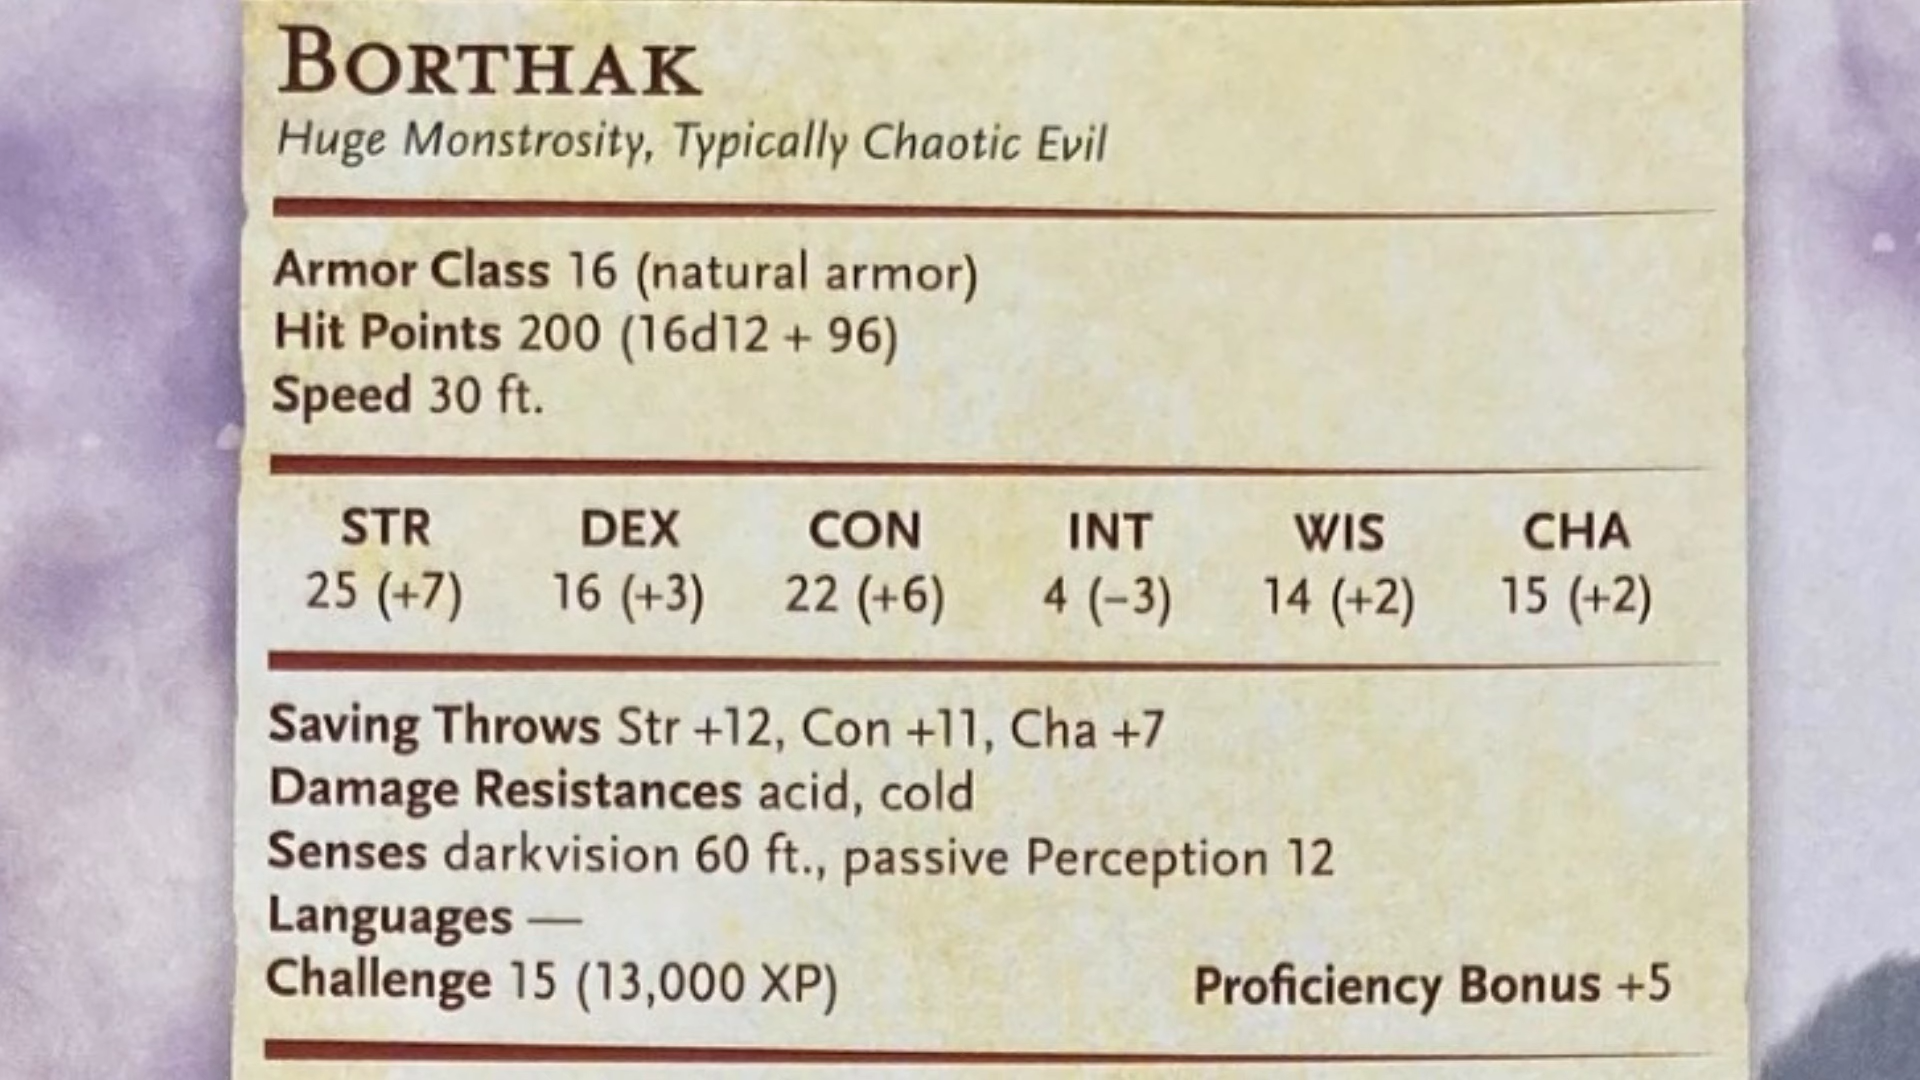 BORTHAK
Huge Monstrosity, Typically Chaotic Evil
Armor Class 16 (natural armor)
Hit Points 200 (16d12 + 96)
Speed 30 ft.
STR DEX CON INT WIS CHA
25 (+7) 16 (+3) 22 (+6) 4 (−3) 14 (+2) 15 (+2)
Saving Throws Str +12, Con +11, Cha +7
Damage Resistances acid, cold
Senses darkvision 60 ft., passive Perception 12
Languages —
Challenge 15 (13,000 XP) Proficiency Bonus +5